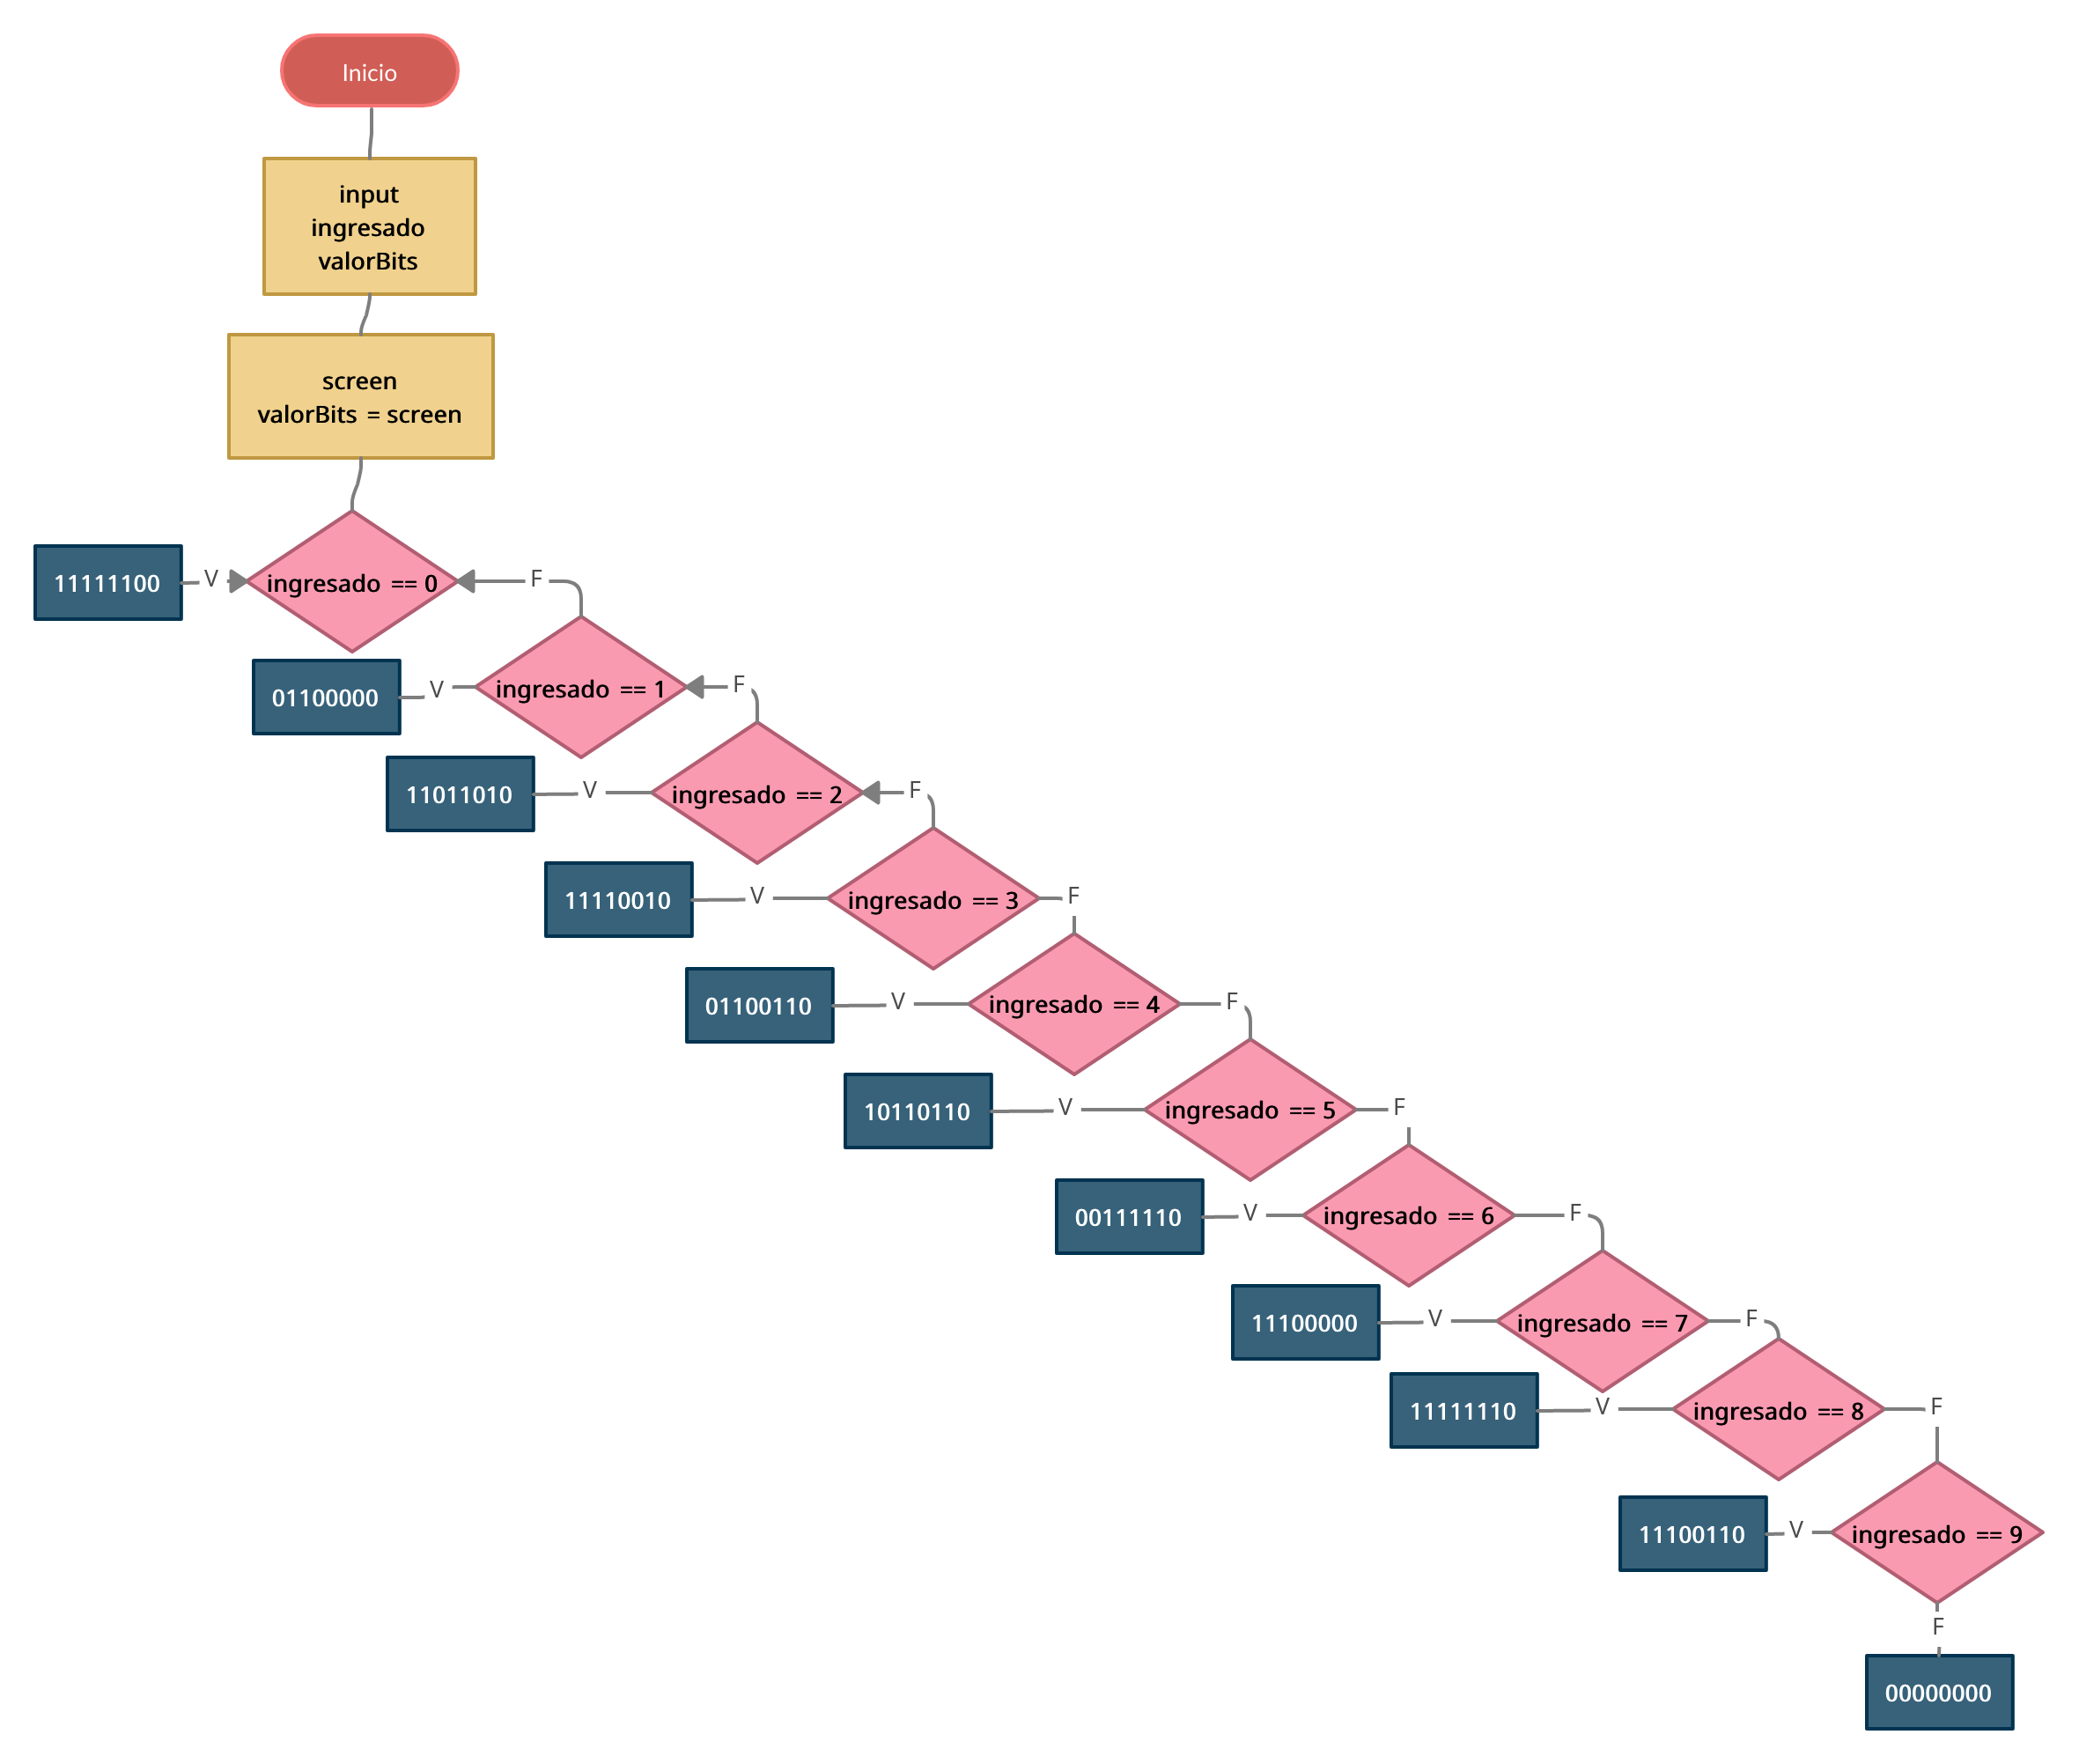 Inicio
input
ingresado
valorBits
screen
valorBits = screen
11111100
V
ingresado == 0
F
01100000
V
ingresado == 1
F
11011010
V
ingresado == 2
F
11110010
V
ingresado == 3
F
01100110
V
ingresado == 4
F
10110110
V
ingresado == 5
F
00111110
V
ingresado == 6
F
11100000
V
ingresado == 7
F
11111110
V
ingresado == 8
F
11100110
V
ingresado == 9
F
00000000